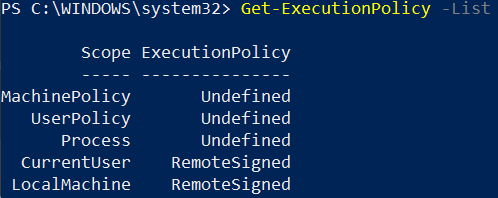 PS C:\WINDOWS\system32> Get-ExecutionPolicy -List
Scope ExecutionPolicy
----- ---------------
MachinePolicy Undefined
UserPolicy Undefined
Process Undefined
CurrentUser RemoteSigned
LocalMachine RemoteSigned